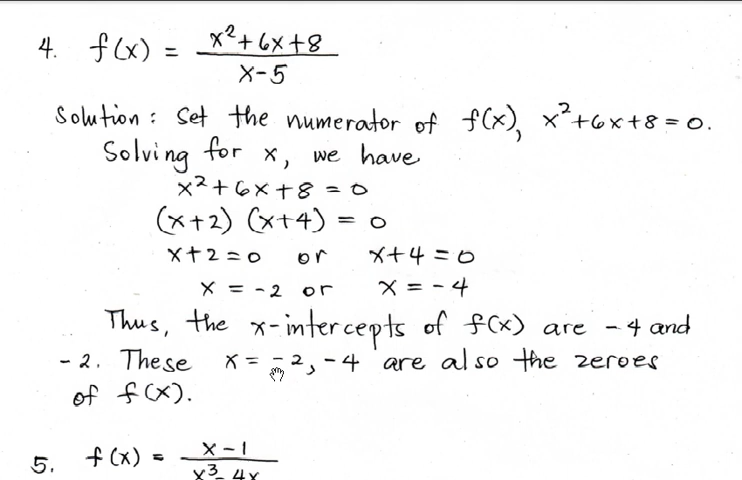 4. f(x) = x²+6x+8 / x-5
Solution: Set the numerator of f(x), x²+6x+8 = 0.
Solving for x, we have
x²+6x+8 = 0
(x+2) (x+4) = 0
x+2=0 or x+4=0
x = -2 or x = -4
Thus, the x-intercepts of f(x) are -4 and
-2. These x = -2, -4 are also the zeroes
of f(x).
5. f(x) = x-1 / x³-4x